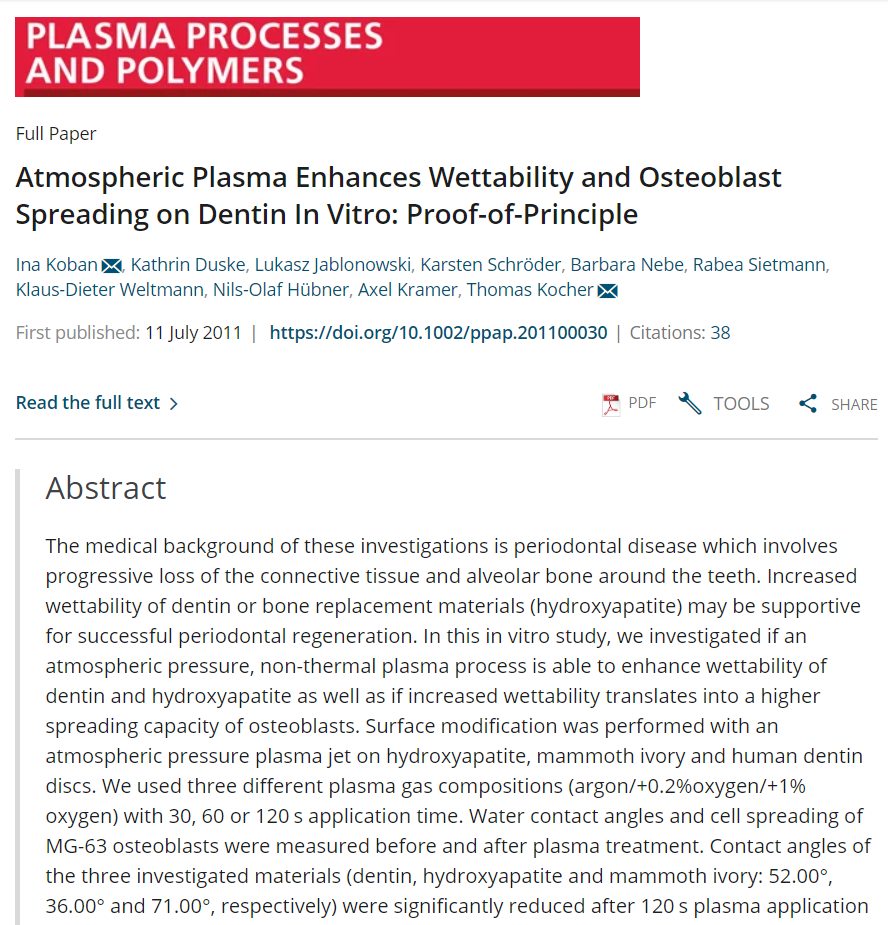 PLASMA PROCESSES
AND POLYMERS
Full Paper
Atmospheric Plasma Enhances Wettability and Osteoblast
Spreading on Dentin In Vitro: Proof-of-Principle
Ina Koban, Kathrin Duske, Lukasz Jablonowski, Karsten Schröder, Barbara Nebe, Rabea Sietmann,
Klaus-Dieter Weltmann, Nils-Olaf Hübner, Axel Kramer, Thomas Kocher
First published: 11 July 2011 | https://doi.org/10.1002/ppap.201100030 | Citations: 38
Read the full text > PDF TOOLS SHARE
Abstract
The medical background of these investigations is periodontal disease which involves
progressive loss of the connective tissue and alveolar bone around the teeth. Increased
wettability of dentin or bone replacement materials (hydroxyapatite) may be supportive
for successful periodontal regeneration. In this in vitro study, we investigated if an
atmospheric pressure, non-thermal plasma process is able to enhance wettability of
dentin and hydroxyapatite as well as if increased wettability translates into a higher
spreading capacity of osteoblasts. Surface modification was performed with an
atmospheric pressure plasma jet on hydroxyapatite, mammoth ivory and human dentin
discs. We used three different plasma gas compositions (argon/+0.2%oxygen/+1%
oxygen) with 30, 60 or 120 s application time. Water contact angles and cell spreading of
MG-63 osteoblasts were measured before and after plasma treatment. Contact angles of
the three investigated materials (dentin, hydroxyapatite and mammoth ivory: 52.00°,
36.00° and 71.00°, respectively) were significantly reduced after 120 s plasma application